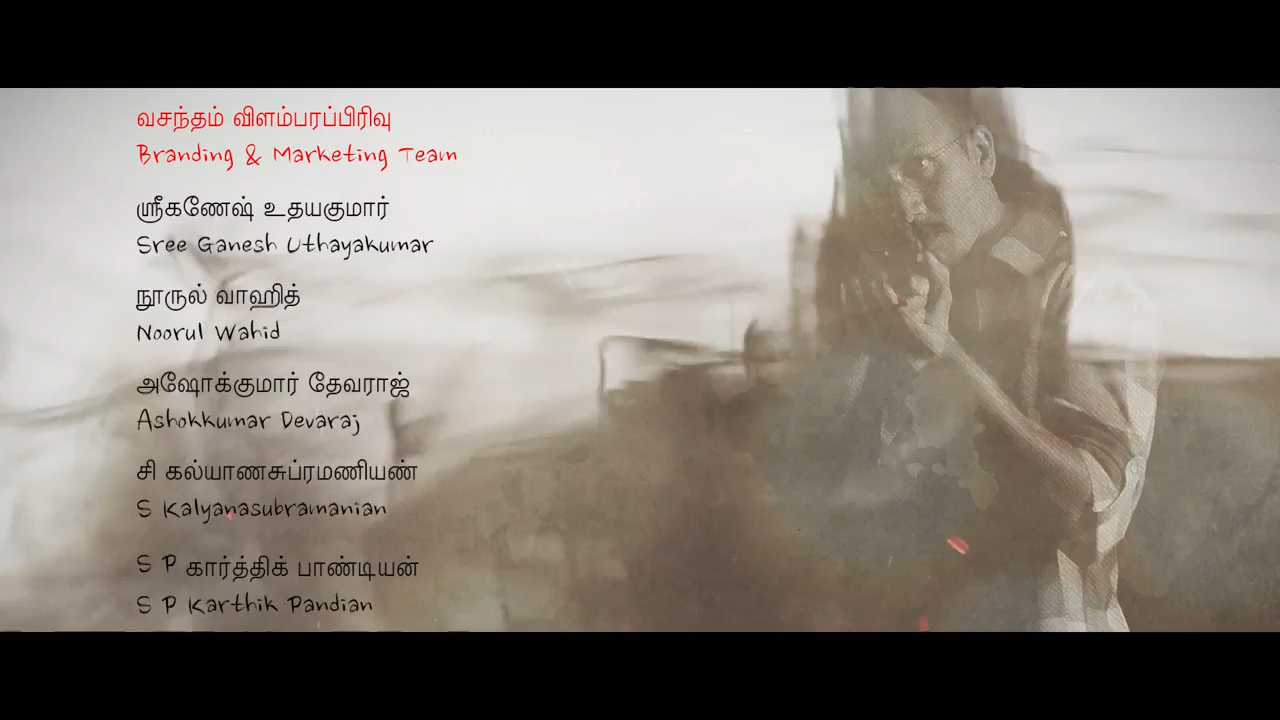 வசந்தம் விளம்பரப்பிரிவு
Branding & Marketing Team
ஸ்ரீகணேஷ் உதயகுமார்
Sree Ganesh Uthayakumar
நூருல் வாஹித்
Noorul Wahid
அஷோக்குமார் தேவராஜ்
Ashokkumar Devaraj
சி கல்யாணசுப்ரமணியண்
S Kalyanasubramanian
S P கார்த்திக் பாண்டியன்
S P Karthik Pandian